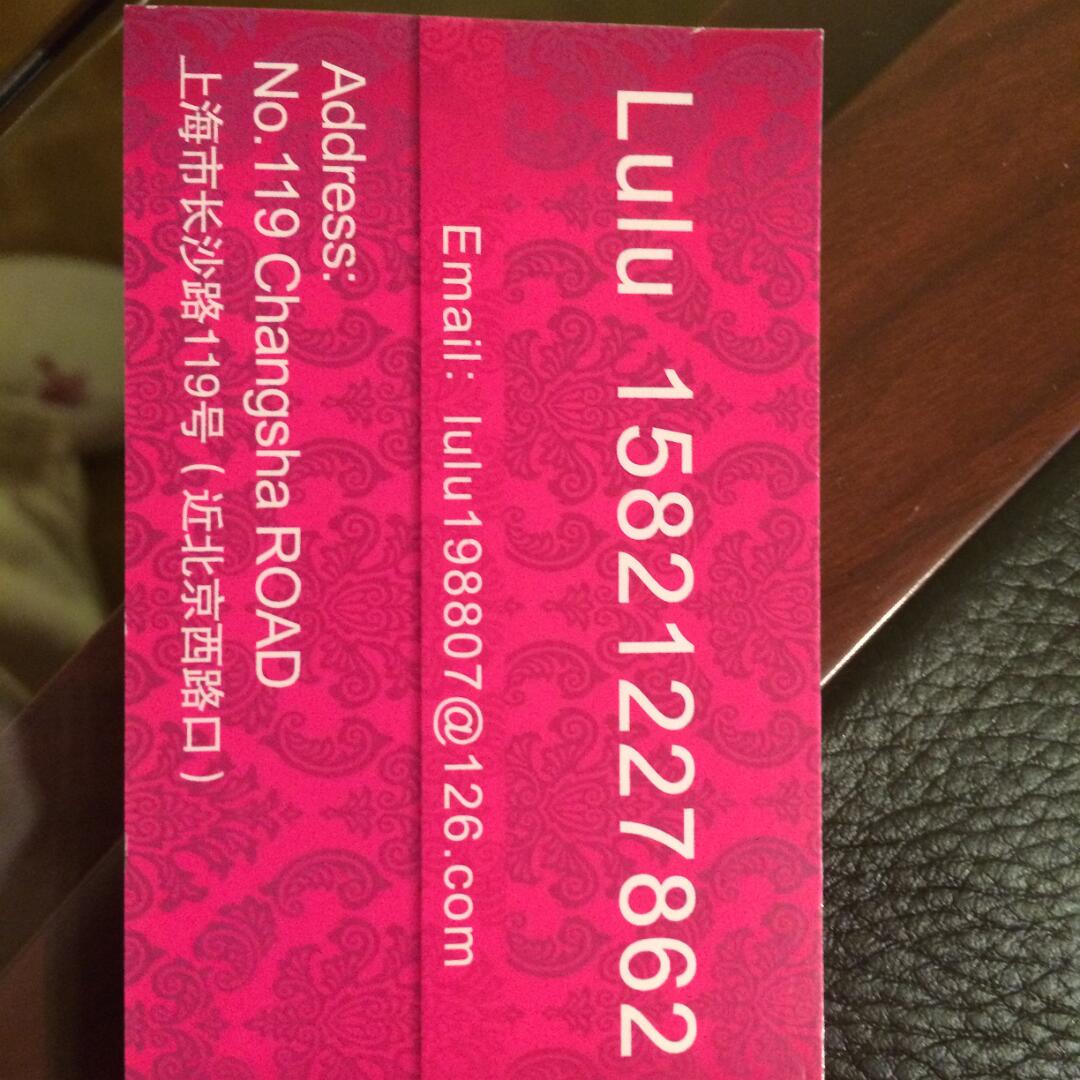 Lulu 15821227862
Email: lulu198807@126.com
Address:
No.119 Changsha ROAD
上海市长沙路119号（近北京西路口）